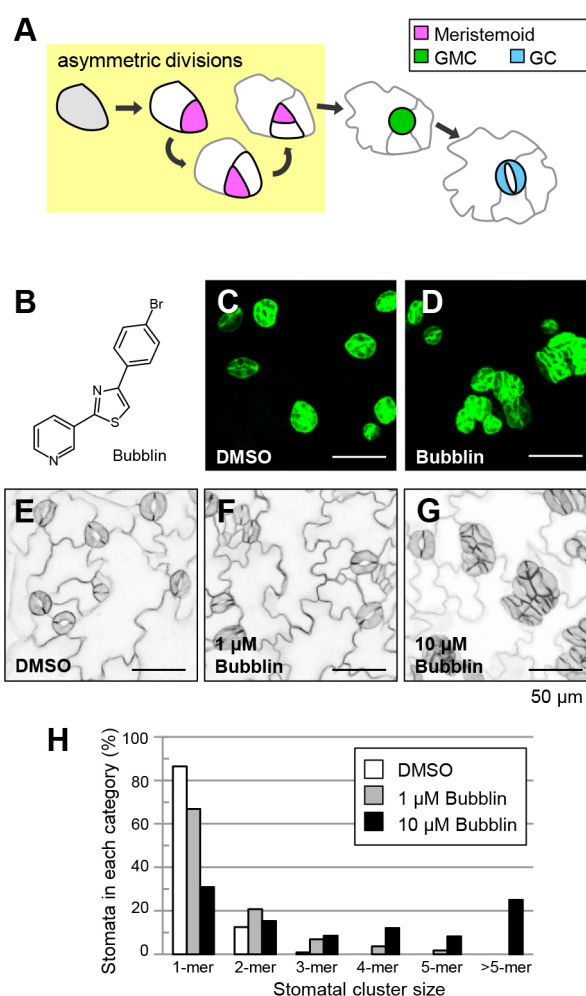 A
asymmetric divisions
Meristemoid
GMC
GC
B
Br
N
S
N
Bubblin
C
DMSO
D
Bubblin
E
DMSO
F
1 µM
Bubblin
G
10 µM
Bubblin
50 µm
H
Stomata in each category (%)
100
80
60
40
20
0
DMSO
1 µM Bubblin
10 µM Bubblin
1-mer 2-mer 3-mer 4-mer 5-mer >5-mer
Stomatal cluster size